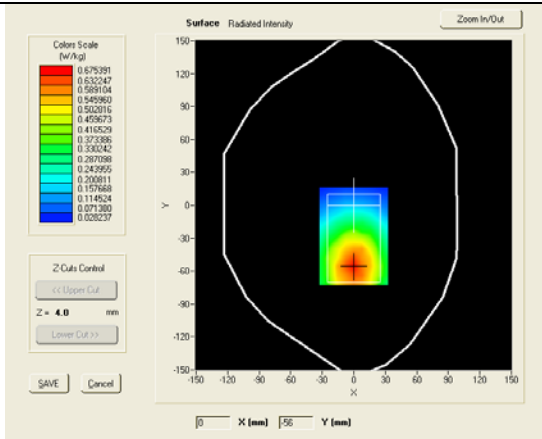 Surface Radiated Intensity
Zoom In/Out
Colors Scale
(W/kg)
0.675391
0.632247
0.589104
0.545960
0.502816
0.459673
0.416529
0.373386
0.330242
0.287098
0.243955
0.200811
0.157668
0.114524
0.071380
0.028237
Z-Cuts Control
<< Upper Cut
Z = 4.0 mm
Lower Cut >>
SAVE Cancel
150
120
90
60
30
0
-30
-60
-90
-120
-150
Y
-150 -120 -90 -60 -30 0 30 60 90 120 150
X
0 X (mm) -56 Y (mm)